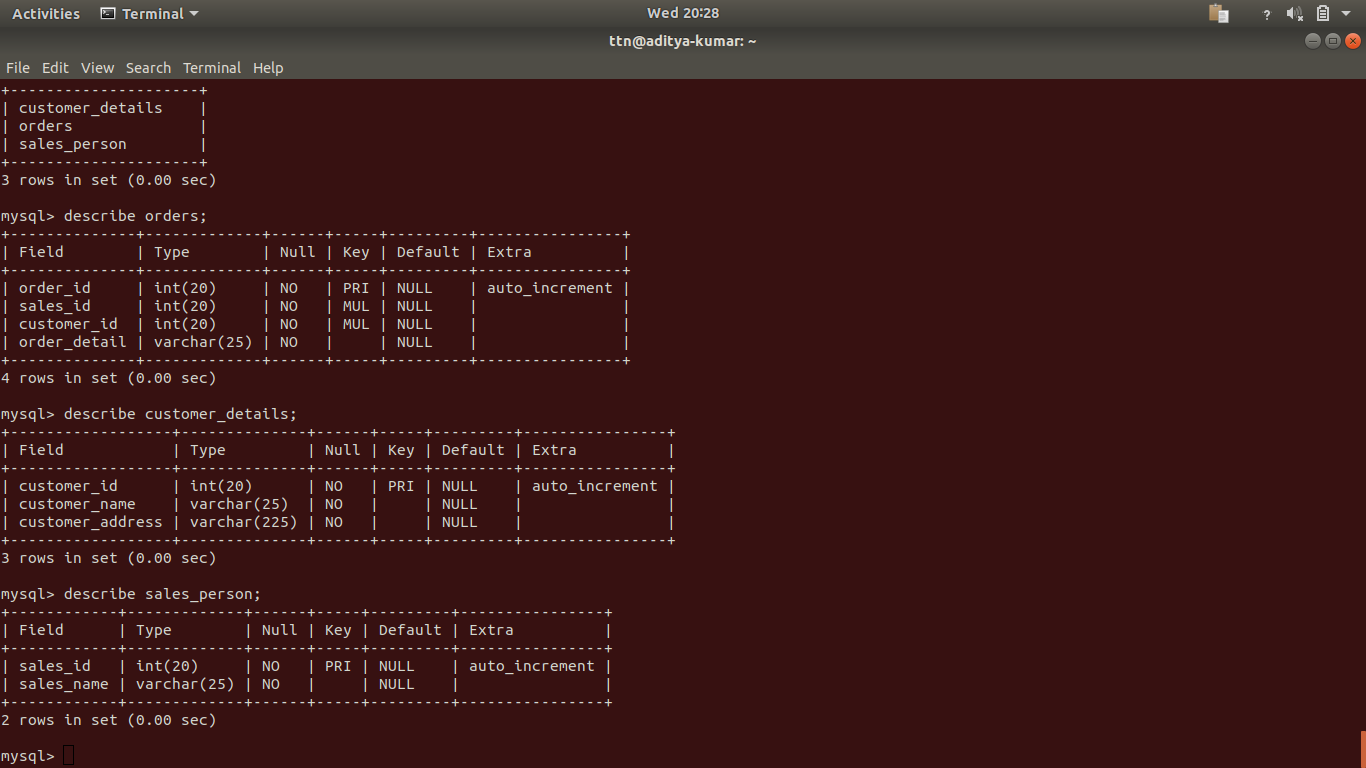 Activities Terminal Wed 20:28 ?
ttn@aditya-kumar: ~
File Edit View Search Terminal Help
+---------------------+
| customer_details    |
| orders              |
| sales_person        |
+---------------------+
3 rows in set (0.00 sec)

mysql> describe orders;
+--------------+-------------+------+-----+---------+----------------+
| Field        | Type        | Null | Key | Default | Extra          |
+--------------+-------------+------+-----+---------+----------------+
| order_id     | int(20)     | NO   | PRI | NULL    | auto_increment |
| sales_id     | int(20)     | NO   | MUL | NULL    |                |
| customer_id  | int(20)     | NO   | MUL | NULL    |                |
| order_detail | varchar(25) | NO   |     | NULL    |                |
+--------------+-------------+------+-----+---------+----------------+
4 rows in set (0.00 sec)

mysql> describe customer_details;
+------------------+--------------+------+-----+---------+----------------+
| Field            | Type         | Null | Key | Default | Extra          |
+------------------+--------------+------+-----+---------+----------------+
| customer_id      | int(20)      | NO   | PRI | NULL    | auto_increment |
| customer_name    | varchar(25)  | NO   |     | NULL    |                |
| customer_address | varchar(225) | NO   |     | NULL    |                |
+------------------+--------------+------+-----+---------+----------------+
3 rows in set (0.00 sec)

mysql> describe sales_person;
+------------+-------------+------+-----+---------+----------------+
| Field      | Type        | Null | Key | Default | Extra          |
+------------+-------------+------+-----+---------+----------------+
| sales_id   | int(20)     | NO   | PRI | NULL    | auto_increment |
| sales_name | varchar(25) | NO   |     | NULL    |                |
+------------+-------------+------+-----+---------+----------------+
2 rows in set (0.00 sec)

mysql>